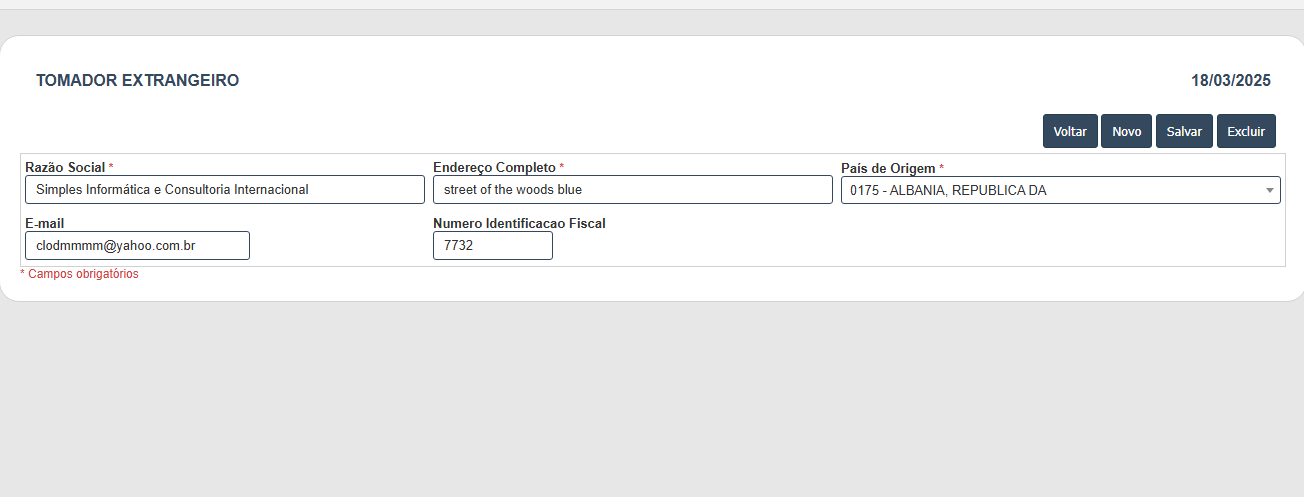 TOMADOR EXTRANGEIRO 18/03/2025
Voltar Novo Salvar Excluir
Razão Social * Endereço Completo * País de Origem *
Simples Informática e Consultoria Internacional street of the woods blue 0175 - ALBANIA, REPUBLICA DA
E-mail Numero Identificacao Fiscal
clodmmmm@yahoo.com.br 7732
* Campos obrigatórios